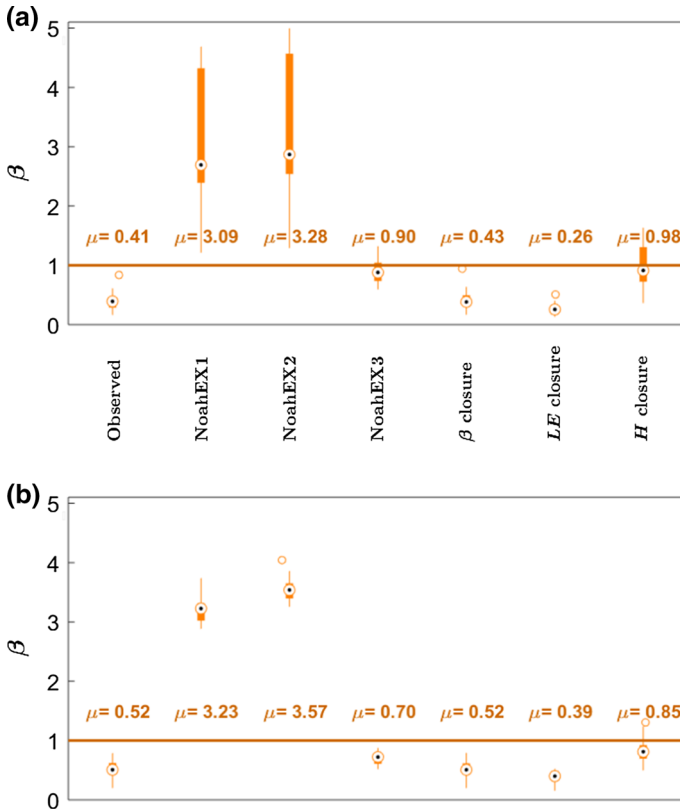 (a)
5
4
3
2
1
0
β
μ= 0.41 μ= 3.09 μ= 3.28 μ= 0.90 μ= 0.43 μ= 0.26 μ= 0.98
Observed
NoahEX1
NoahEX2
NoahEX3
β closure
LE closure
H closure
(b)
5
4
3
2
1
0
β
μ= 0.52 μ= 3.23 μ= 3.57 μ= 0.70 μ= 0.52 μ= 0.39 μ= 0.85